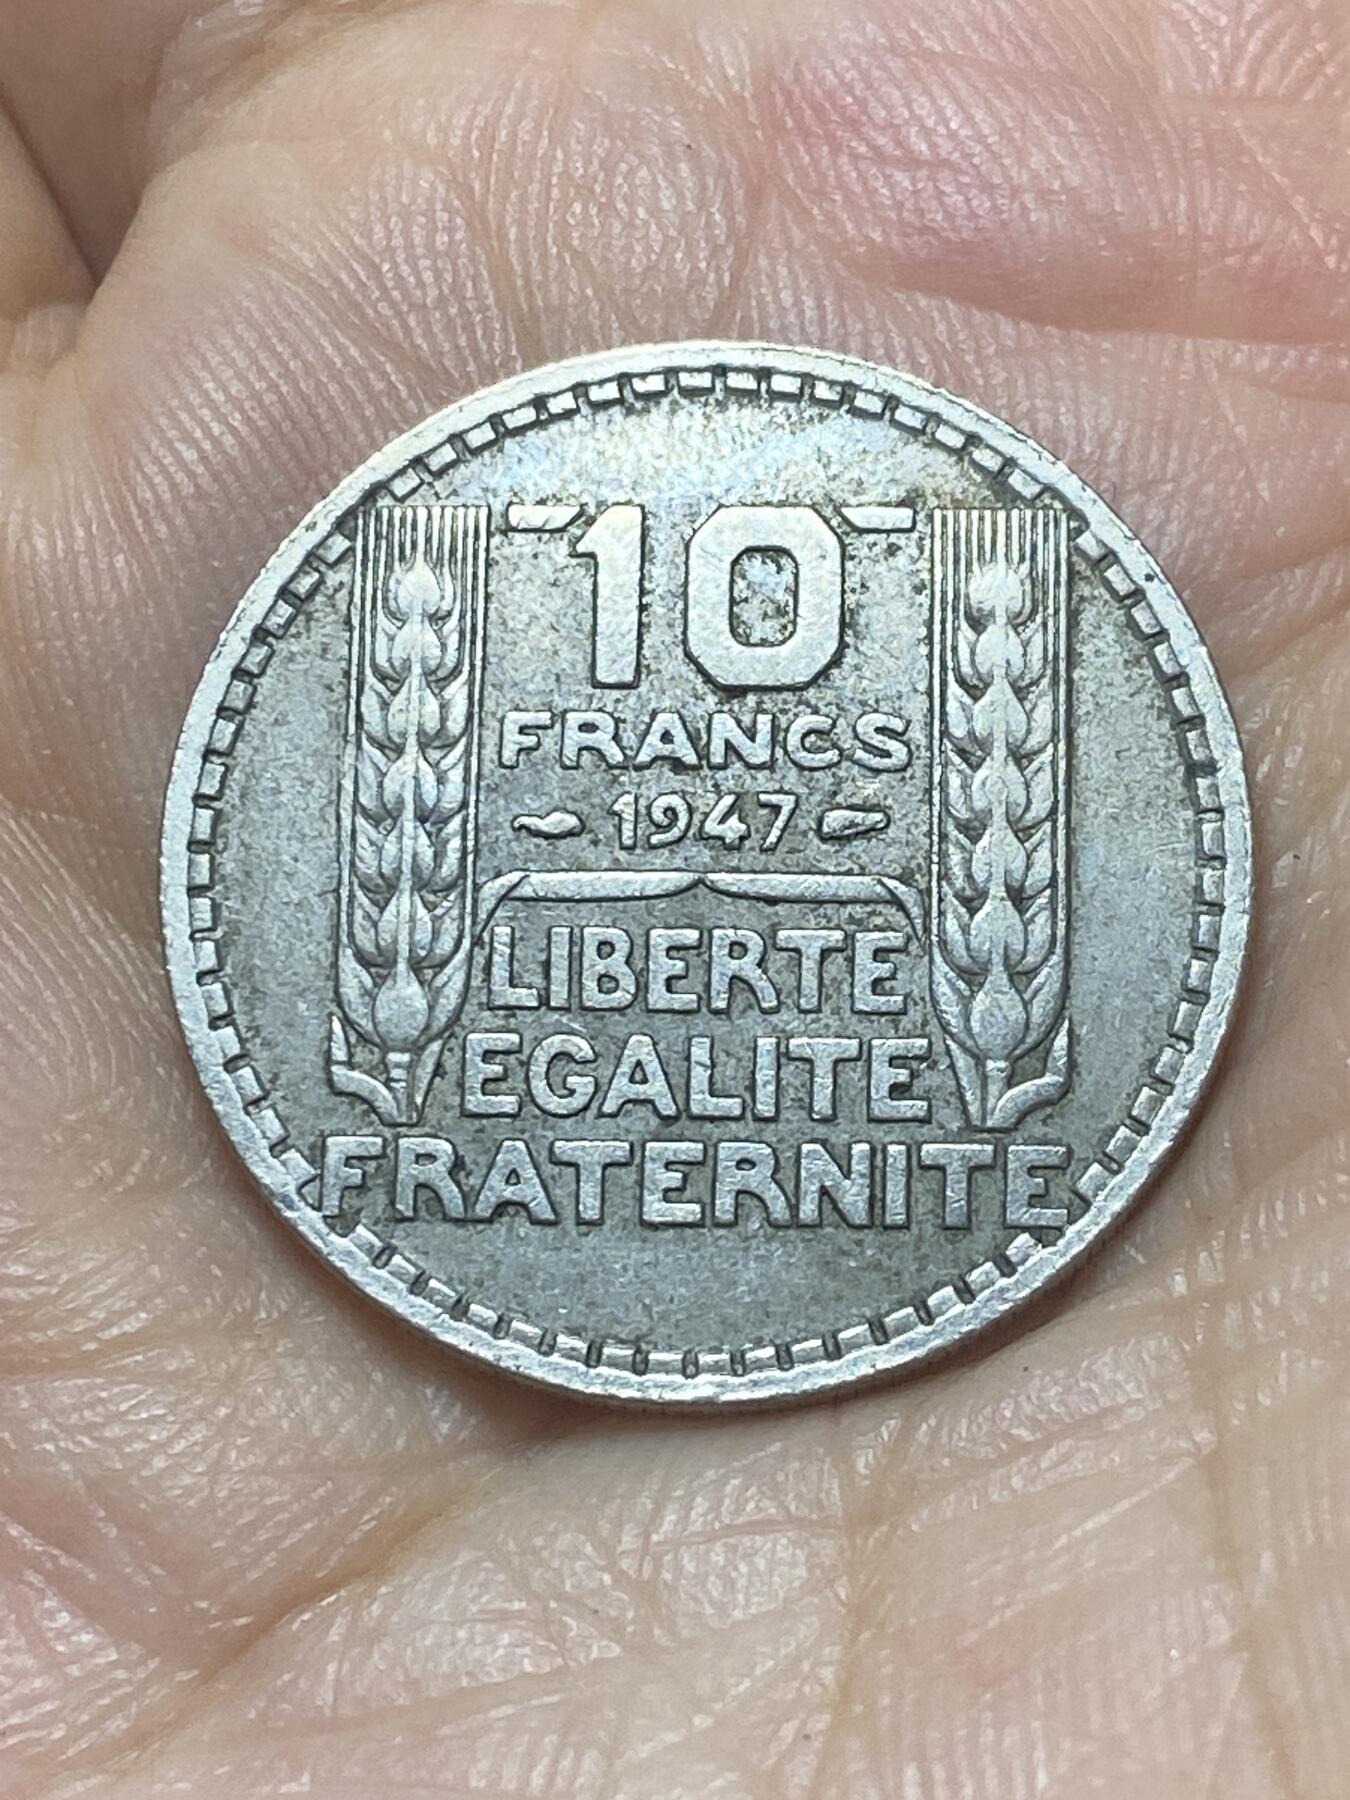 10
FRANCS
1947
LIBERTE
EGALITE
FRATERNITE